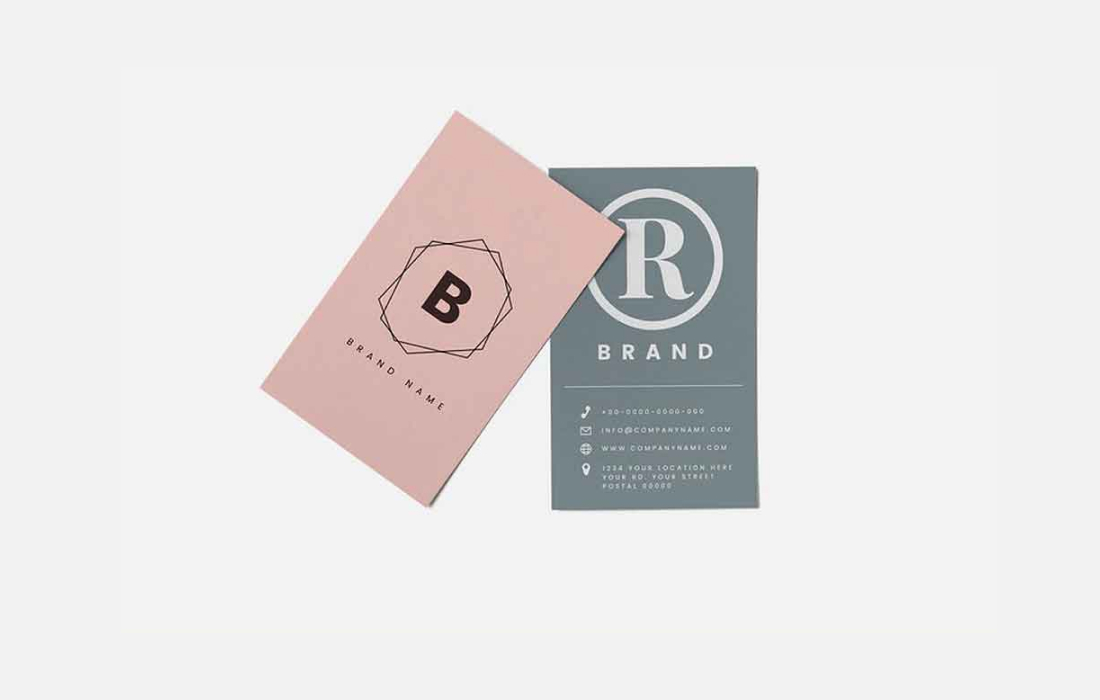 B
BRAND NAME
R
BRAND
+00-0000-0000-000
INFO@COMPANYNAME.COM
WWW.COMPANYNAME.COM
1234 YOUR LOCATION HERE
YOUR RD. YOUR STREET
POSTAL 00000